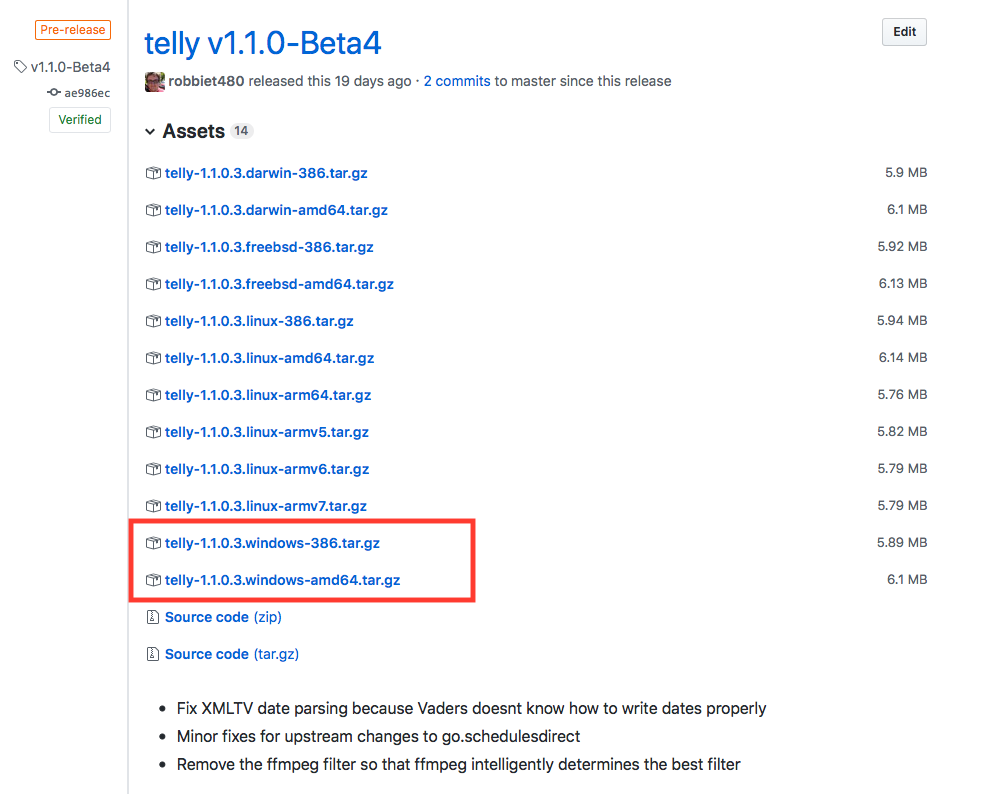 Pre-release
v1.1.0-Beta4
ae986ec
Verified
telly v1.1.0-Beta4
Edit
robbiet480 released this 19 days ago · 2 commits to master since this release
Assets 14
telly-1.1.0.3.darwin-386.tar.gz 5.9 MB
telly-1.1.0.3.darwin-amd64.tar.gz 6.1 MB
telly-1.1.0.3.freebsd-386.tar.gz 5.92 MB
telly-1.1.0.3.freebsd-amd64.tar.gz 6.13 MB
telly-1.1.0.3.linux-386.tar.gz 5.94 MB
telly-1.1.0.3.linux-amd64.tar.gz 6.14 MB
telly-1.1.0.3.linux-arm64.tar.gz 5.76 MB
telly-1.1.0.3.linux-armv5.tar.gz 5.82 MB
telly-1.1.0.3.linux-armv6.tar.gz 5.79 MB
telly-1.1.0.3.linux-armv7.tar.gz 5.79 MB
telly-1.1.0.3.windows-386.tar.gz 5.89 MB
telly-1.1.0.3.windows-amd64.tar.gz 6.1 MB
Source code (zip)
Source code (tar.gz)
• Fix XMLTV date parsing because Vaders doesnt know how to write dates properly
• Minor fixes for upstream changes to go.schedulesdirect
• Remove the ffmpeg filter so that ffmpeg intelligently determines the best filter